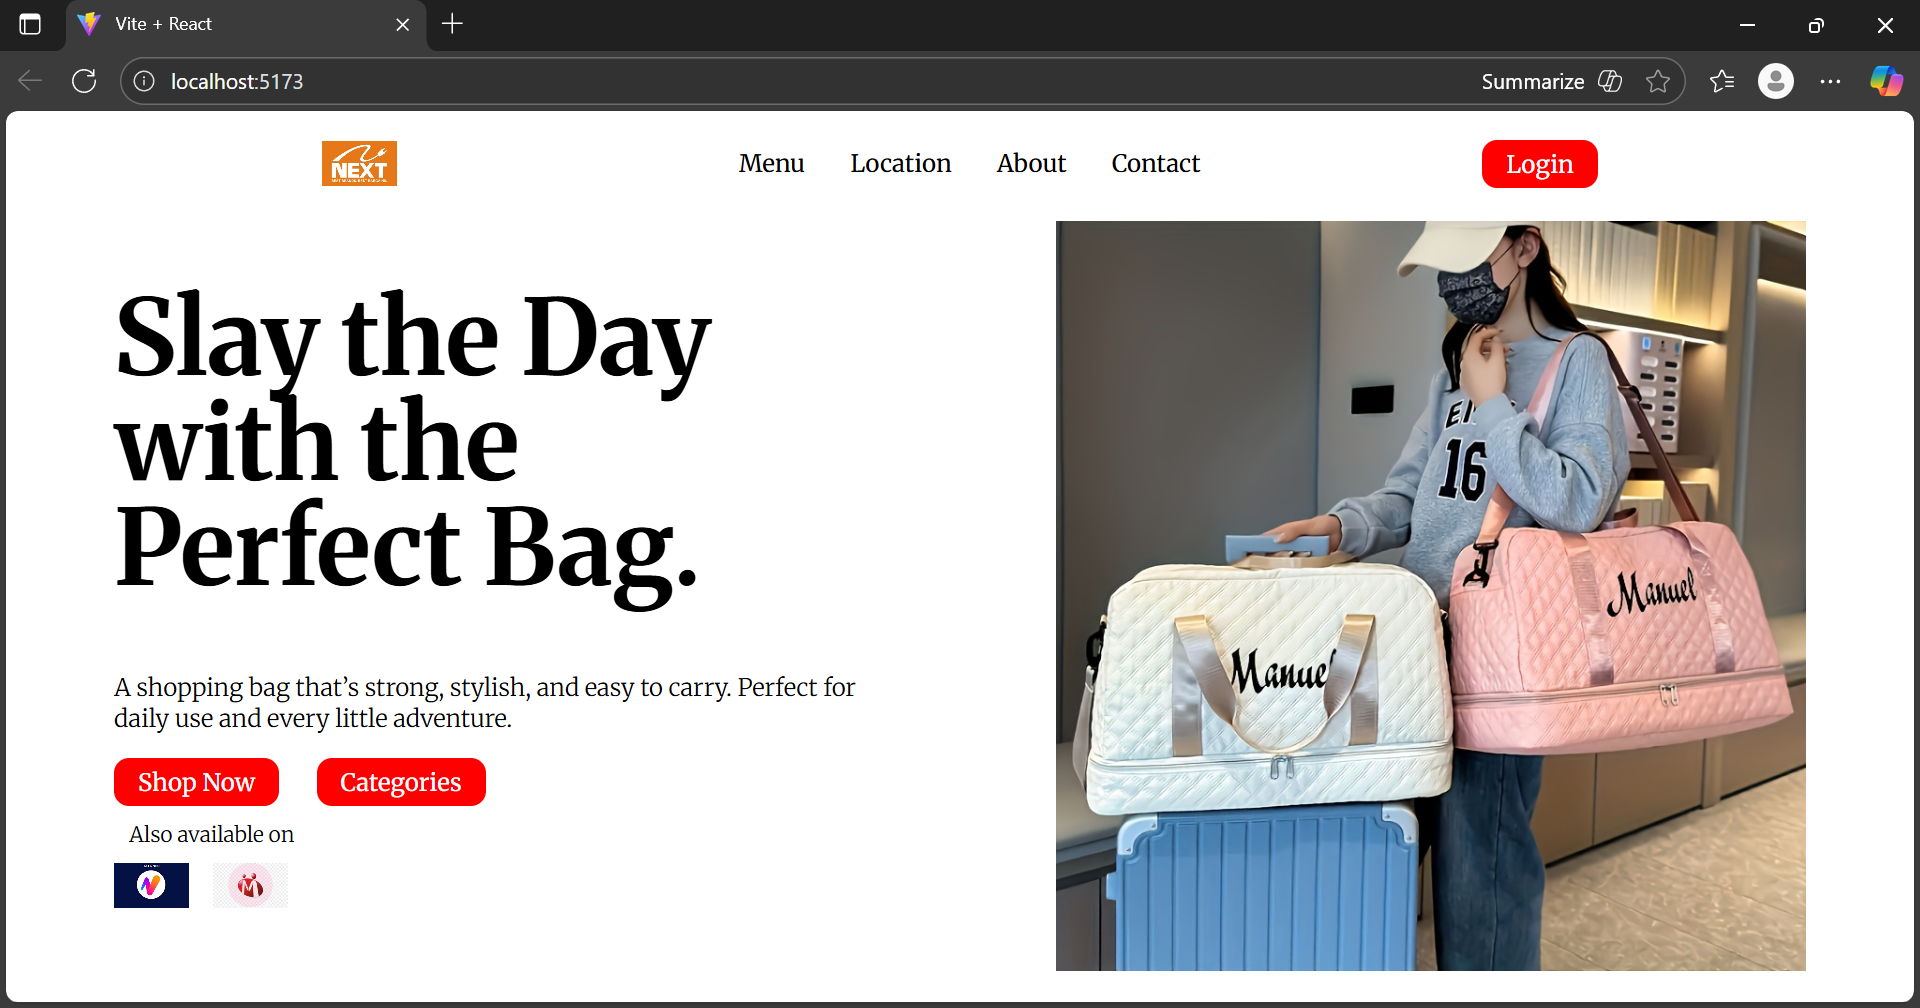 Vite + React
localhost:5173
Summarize
NEXT
Menu
Location
About
Contact
Login
Slay the Day
with the
Perfect Bag.
A shopping bag that’s strong, stylish, and easy to carry. Perfect for
daily use and every little adventure.
Shop Now
Categories
Also available on
16
Manuel
Manuel